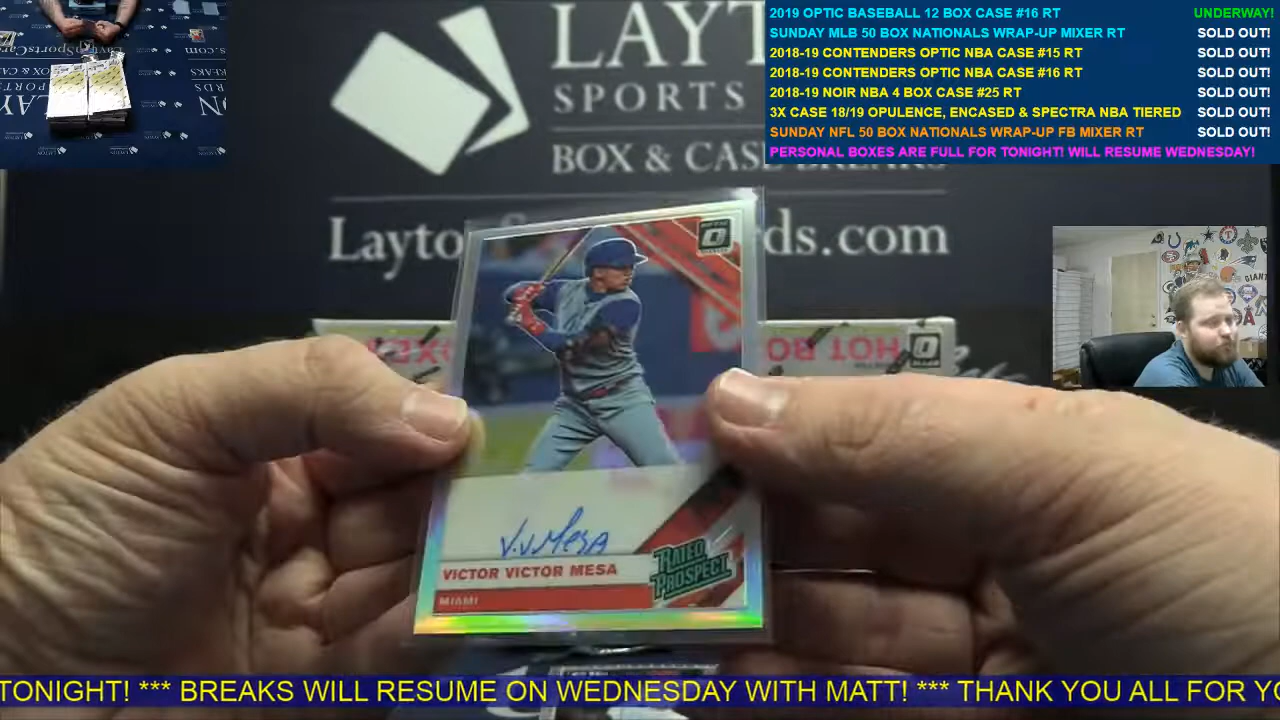 2019 OPTIC BASEBALL 12 BOX CASE #16 RT UNDERWAY!
SUNDAY MLB 50 BOX NATIONALS WRAP-UP MIXER RT SOLD OUT!
2018-19 CONTENDERS OPTIC NBA CASE #15 RT SOLD OUT!
2018-19 CONTENDERS OPTIC NBA CASE #16 RT SOLD OUT!
2018-19 NOIR NBA 4 BOX CASE #25 RT SOLD OUT!
3X CASE 18/19 OPULENCE, ENCASED & SPECTRA NBA TIERED SOLD OUT!
SUNDAY NFL 50 BOX NATIONALS WRAP-UP FB MIXER RT SOLD OUT!
PERSONAL BOXES ARE FULL FOR TONIGHT! WILL RESUME WEDNESDAY!
LAYT
SPORTS
BOX & CASE BREAKS
Layto ds.com
HOT BO
V.V Mesa
VICTOR VICTOR MESA
MIAMI
RATED
PROSPECT
TONIGHT! *** BREAKS WILL RESUME ON WEDNESDAY WITH MATT! *** THANK YOU ALL FOR YO